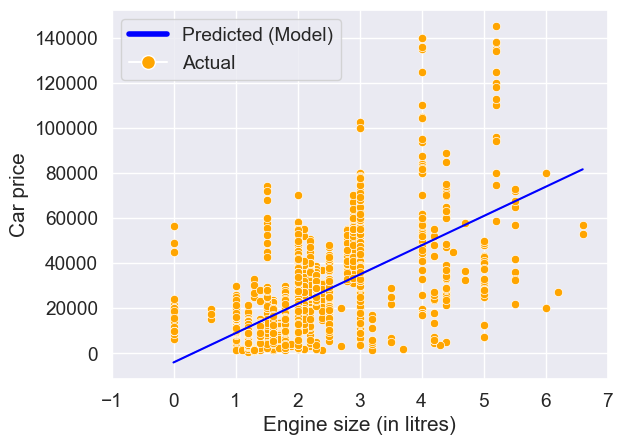 Predicted (Model)
Actual
140000
120000
100000
80000
60000
40000
20000
0
Car price
−1 0 1 2 3 4 5 6 7
Engine size (in litres)